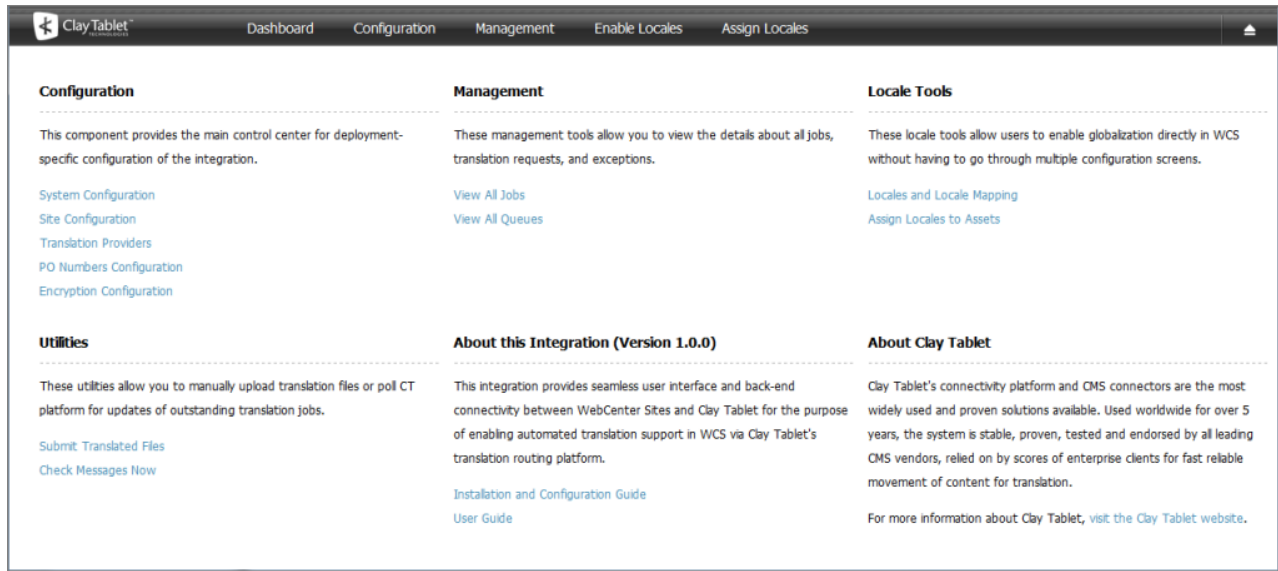 Clay Tablet
TECHNOLOGIES
Dashboard Configuration Management Enable Locales Assign Locales
Configuration
This component provides the main control center for deployment-
specific configuration of the integration.
System Configuration
Site Configuration
Translation Providers
PO Numbers Configuration
Encryption Configuration
Management
These management tools allow you to view the details about all jobs,
translation requests, and exceptions.
View All Jobs
View All Queues
Locale Tools
These locale tools allow users to enable globalization directly in WCS
without having to go through multiple configuration screens.
Locales and Locale Mapping
Assign Locales to Assets
Utilities
These utilities allow you to manually upload translation files or poll CT
platform for updates of outstanding translation jobs.
Submit Translated Files
Check Messages Now
About this Integration (Version 1.0.0)
This integration provides seamless user interface and back-end
connectivity between WebCenter Sites and Clay Tablet for the purpose
of enabling automated translation support in WCS via Clay Tablet's
translation routing platform.
Installation and Configuration Guide
User Guide
About Clay Tablet
Clay Tablet's connectivity platform and CMS connectors are the most
widely used and proven solutions available. Used worldwide for over 5
years, the system is stable, proven, tested and endorsed by all leading
CMS vendors, relied on by scores of enterprise clients for fast reliable
movement of content for translation.
For more information about Clay Tablet, visit the Clay Tablet website.